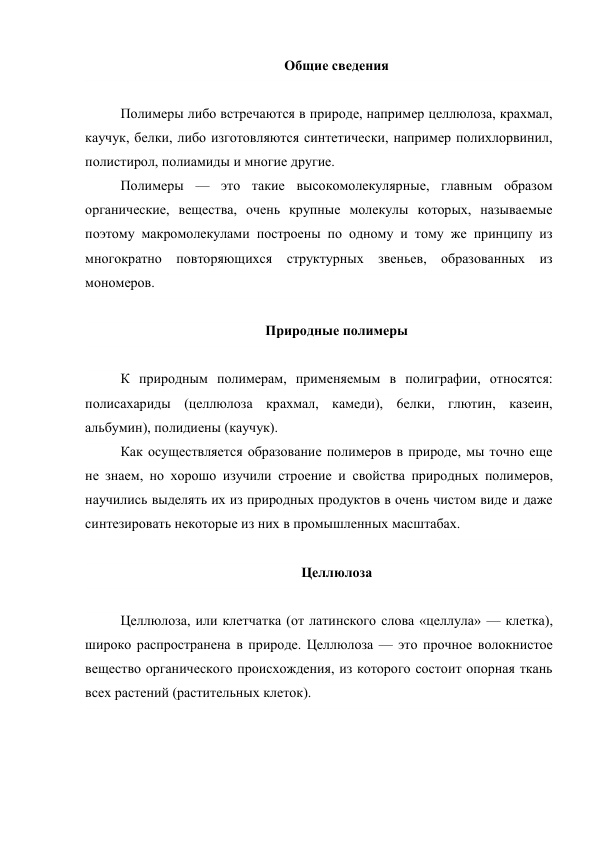 Общие сведения
Полимеры либо встречаются в природе, например целлюлоза, крахмал,
каучук, белки, либо изготовляются синтетически, например полихлорвинил,
полистирол, полиамиды и многие другие.
Полимеры — это такие высокомолекулярные, главным образом
органические, вещества, очень крупные молекулы которых, называемые
поэтому макромолекулами построены по одному и тому же принципу из
многократно повторяющихся структурных звеньев, образованных из
мономеров.
Природные полимеры
К природным полимерам, применяемым в полиграфии, относятся:
полисахариды (целлюлоза крахмал, камеди), белки, глютин, казеин,
альбумин), полидиены (каучук).
Как осуществляется образование полимеров в природе, мы точно еще
не знаем, но хорошо изучили строение и свойства природных полимеров,
научились выделять их из природных продуктов в очень чистом виде и даже
синтезировать некоторые из них в промышленных масштабах.
Целлюлоза
Целлюлоза, или клетчатка (от латинского слова «целлула» — клетка),
широко распространена в природе. Целлюлоза — это прочное волокнистое
вещество органического происхождения, из которого состоит опорная ткань
всех растений (растительных клеток).